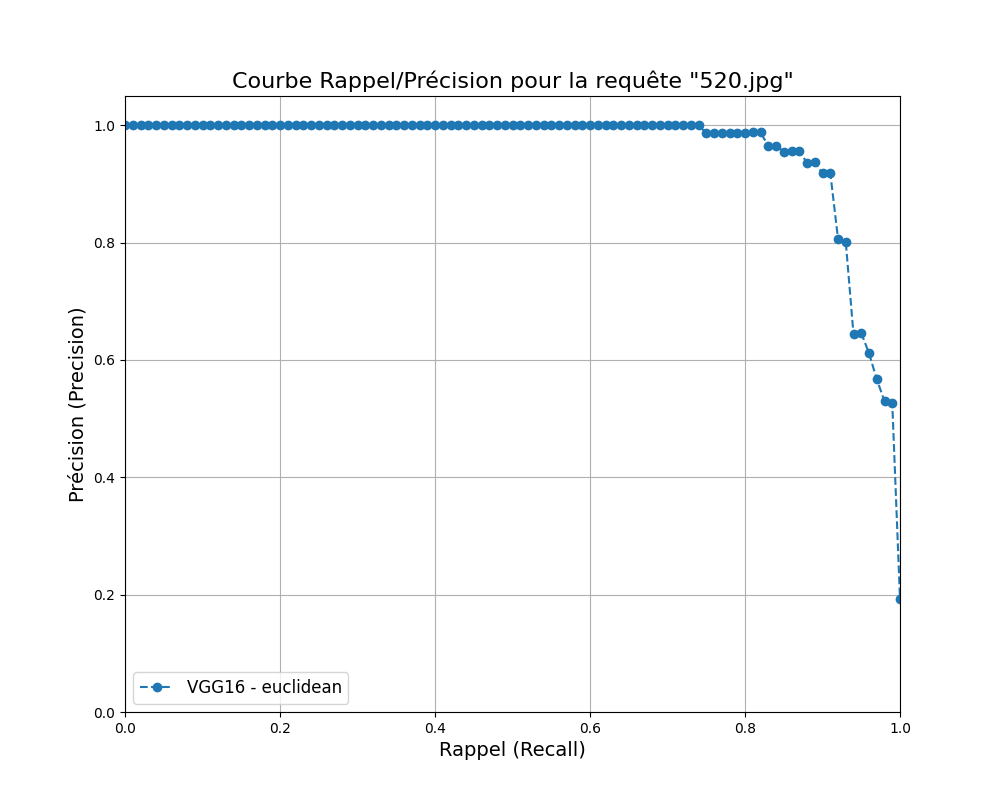 Courbe Rappel/Précision pour la requête "520.jpg"
Précision (Precision)
1.0
0.8
0.6
0.4
0.2
0.0
VGG16 - euclidean
0.0 0.2 0.4 0.6 0.8 1.0
Rappel (Recall)